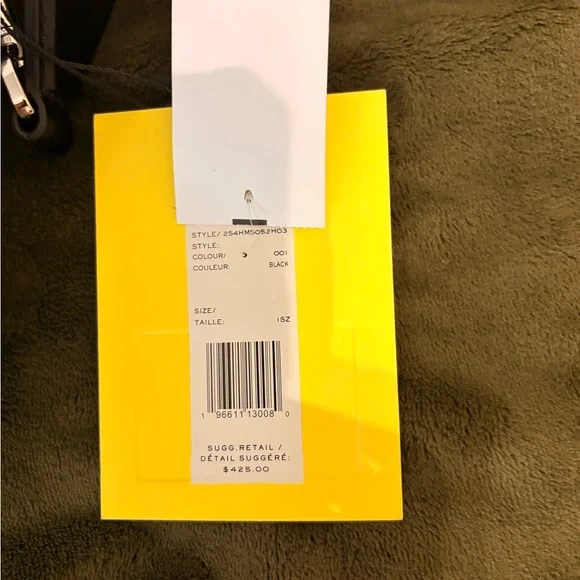 STYLE/ 2S4HMS052H03
STYLE:
COLOUR/ 001
COULEUR: BLACK
SIZE/
TAILLE: 1SZ
1 96611 13008 0
SUGG.RETAIL /
DÉTAIL SUGGÉRÉ:
$425.00